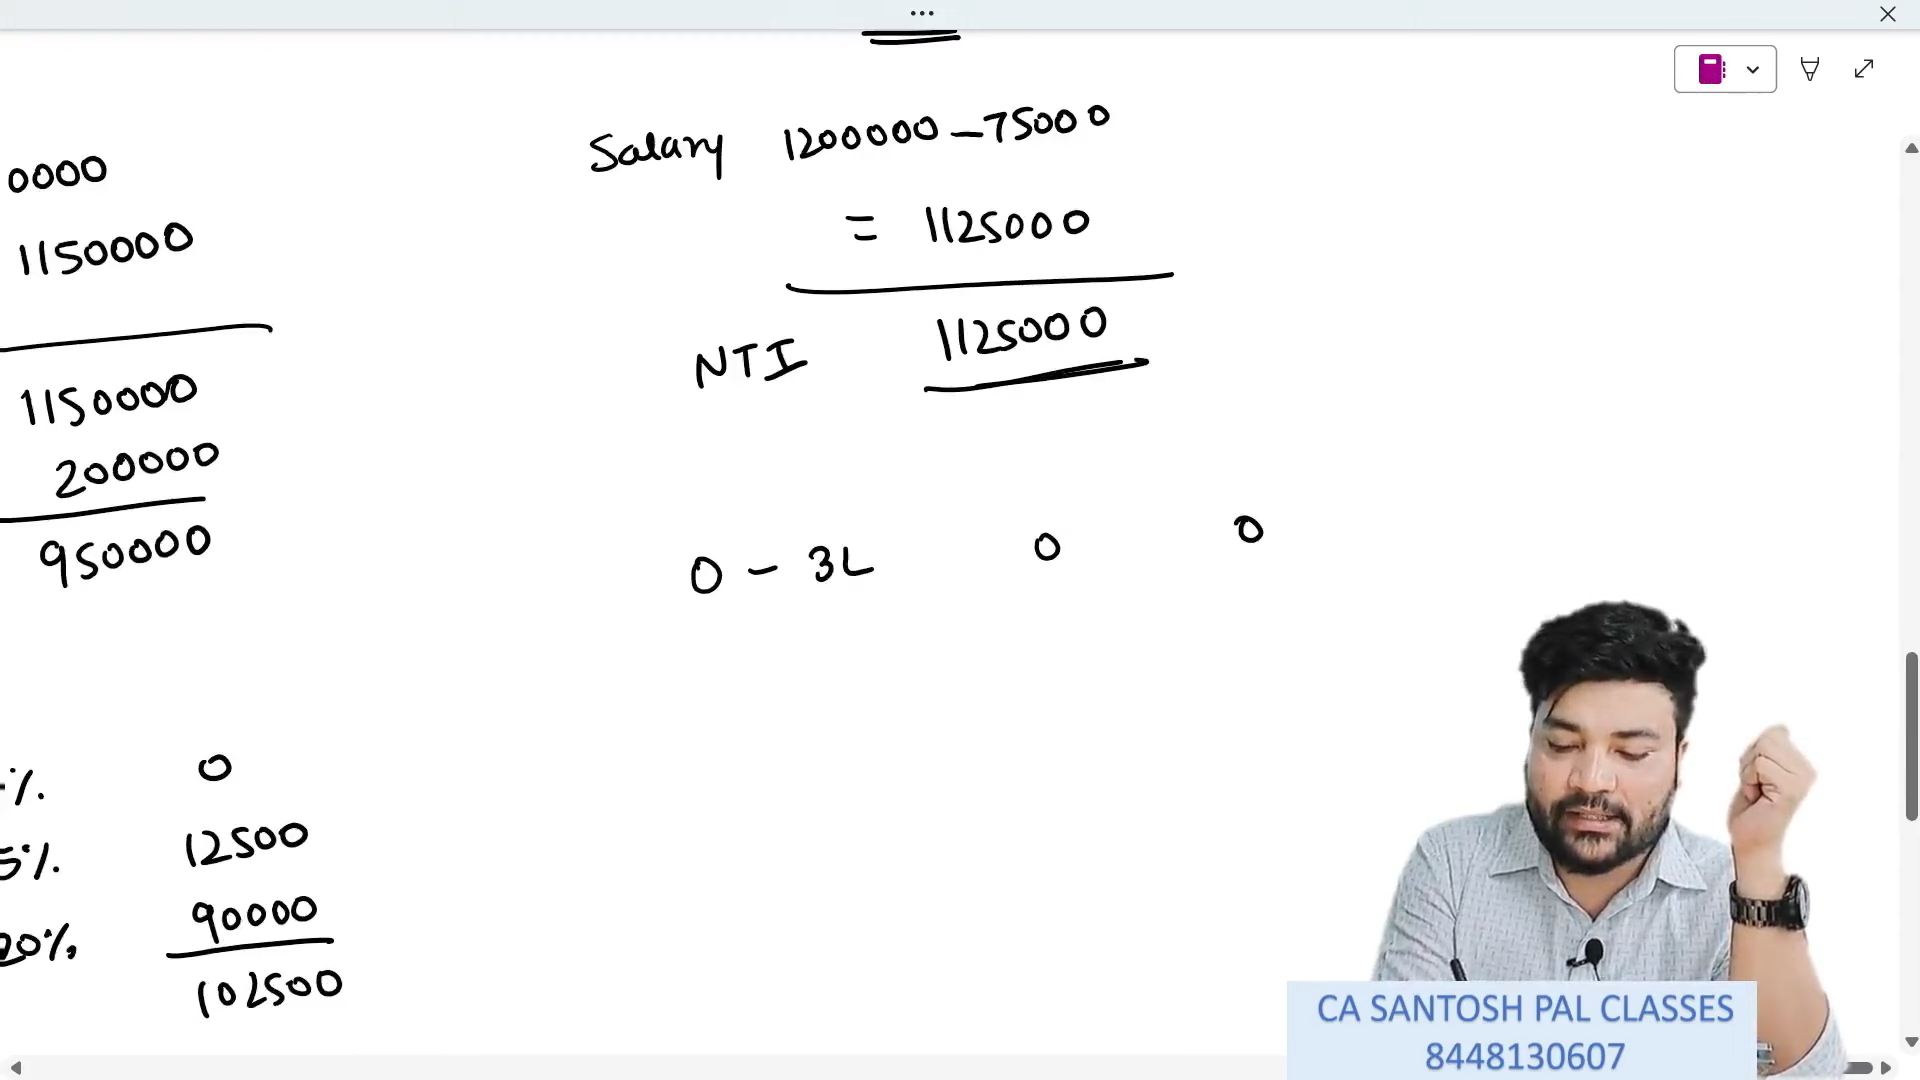 0000
1150000
1150000
200000
950000
%. 0
5%. 12500
20%. 90000
102500
Salary 1200000 - 75000
= 1125000
NTI 1125000
0 - 3L 0 0
CA SANTOSH PAL CLASSES
8448130607